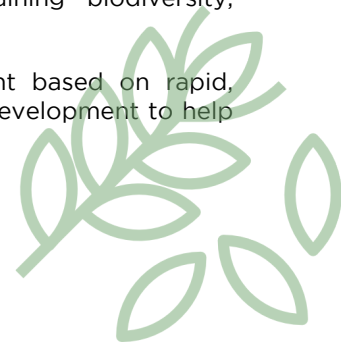 biodiversity,
nt based on rapid,
evelopment to help